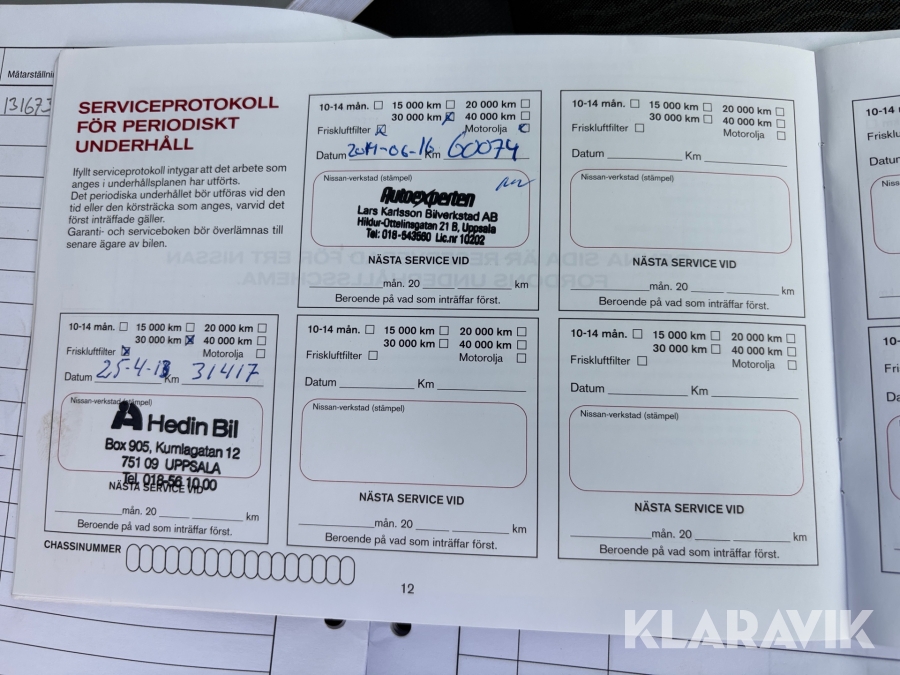 Mätarställni
131673
SERVICEPROTOKOLL
FÖR PERIODISKT
UNDERHÅLL
Ifyllt serviceprotokoll intygar att det arbete som
anges i underhållsplanen har utförts.
Det periodiska underhållet bör utföras vid den
tid eller den körsträcka som anges, varvid det
först inträffade gäller.
Garanti- och serviceboken bör överlämnas till
senare ägare av bilen.
10-14 mån. 15 000 km 20 000 km
30 000 km 40 000 km
Friskluftfilter Motorolja
Datum 2014-06-16 Km 60074
Nissan-verkstad (stämpel)
Autoexperten
Lars Karlsson Bilverkstad AB
Hildur-Ottelinsgatan 21 B, Uppsala
Tel: 018-543560 Lic.nr 10202
NÄSTA SERVICE VID
mån. 20 km
Beroende på vad som inträffar först.
10-14 mån. 15 000 km 20 000 km
30 000 km 40 000 km
Friskluftfilter Motorolja
Datum Km
Nissan-verkstad (stämpel)
NÄSTA SERVICE VID
mån. 20 km
Beroende på vad som inträffar först.
10-14 mån. 15 000 km 20 000 km
30 000 km 40 000 km
Friskluftfilter Motorolja
Datum 25-4-13 Km 31417
Nissan-verkstad (stämpel)
Hedin Bil
Box 905, Kumlagatan 12
751 09 UPPSALA
Tel. 018-56 10 00
NÄSTA SERVICE VID
mån. 20 km
Beroende på vad som inträffar först.
10-14 mån. 15 000 km 20 000 km
30 000 km 40 000 km
Friskluftfilter Motorolja
Datum Km
Nissan-verkstad (stämpel)
NÄSTA SERVICE VID
mån. 20 km
Beroende på vad som inträffar först.
10-14 mån. 15 000 km 20 000 km
30 000 km 40 000 km
Friskluftfilter Motorolja
Datum Km
Nissan-verkstad (stämpel)
NÄSTA SERVICE VID
mån. 20 km
Beroende på vad som inträffar först.
CHASSINUMMER
12
10-14
Friskluf
Datu
Niss
10-
Fri
Da
KLARAVIK